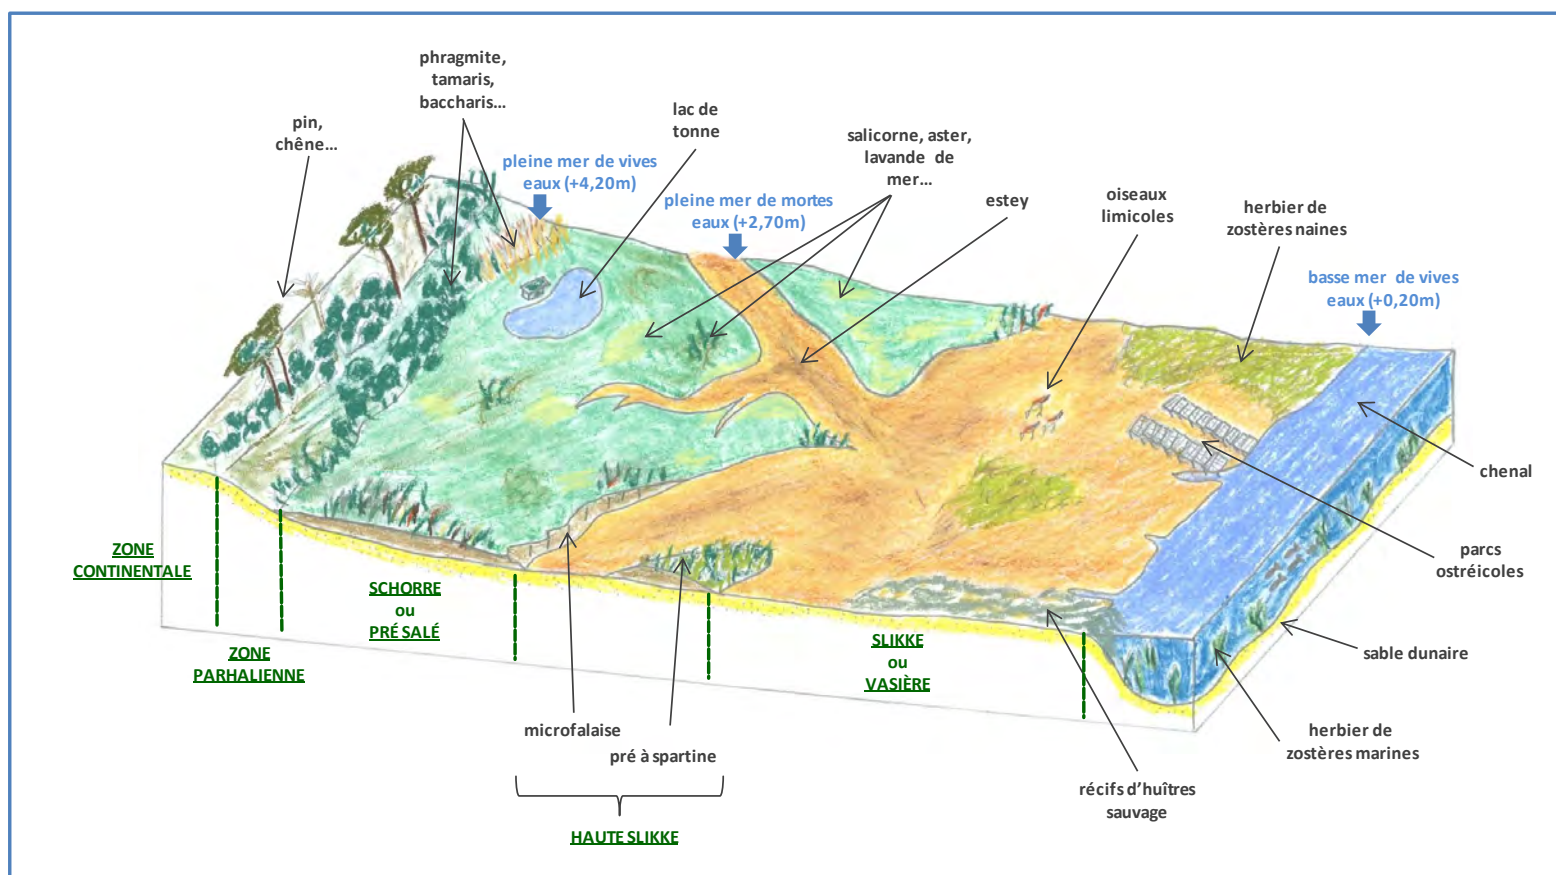 phragmite,
tamaris,
baccharis...
pin,
chêne...
lac de
tonne
salicorne, aster,
lavande de
mer...
pleine mer de vives
eaux (+4,20m)
pleine mer de mortes
eaux (+2,70m)
estey
oiseaux
limicoles
herbier de
zostères naines
basse mer de vives
eaux (+0,20m)
chenal
parcs
ostréicoles
sable dunaire
herbier de
zostères marines
récifs d'huîtres
sauvage
ZONE
CONTINENTALE
ZONE
PARHALIENNE
SCHORRE
ou
PRÉ SALÉ
SLIKKE
ou
VASIÈRE
microfalaise
pré à spartine
HAUTE SLIKKE